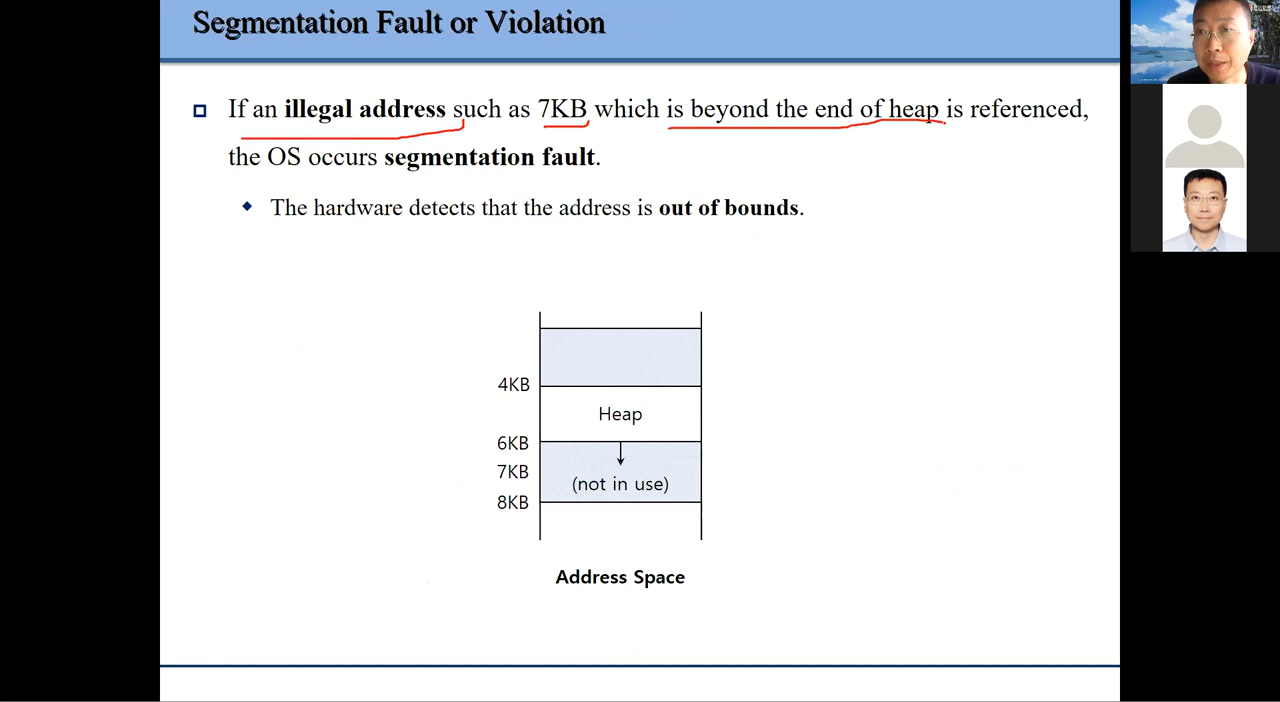 Segmentation Fault or Violation
If an illegal address such as 7KB which is beyond the end of heap is referenced,
the OS occurs segmentation fault.
The hardware detects that the address is out of bounds.
4KB
Heap
6KB
7KB
(not in use)
8KB
Address Space